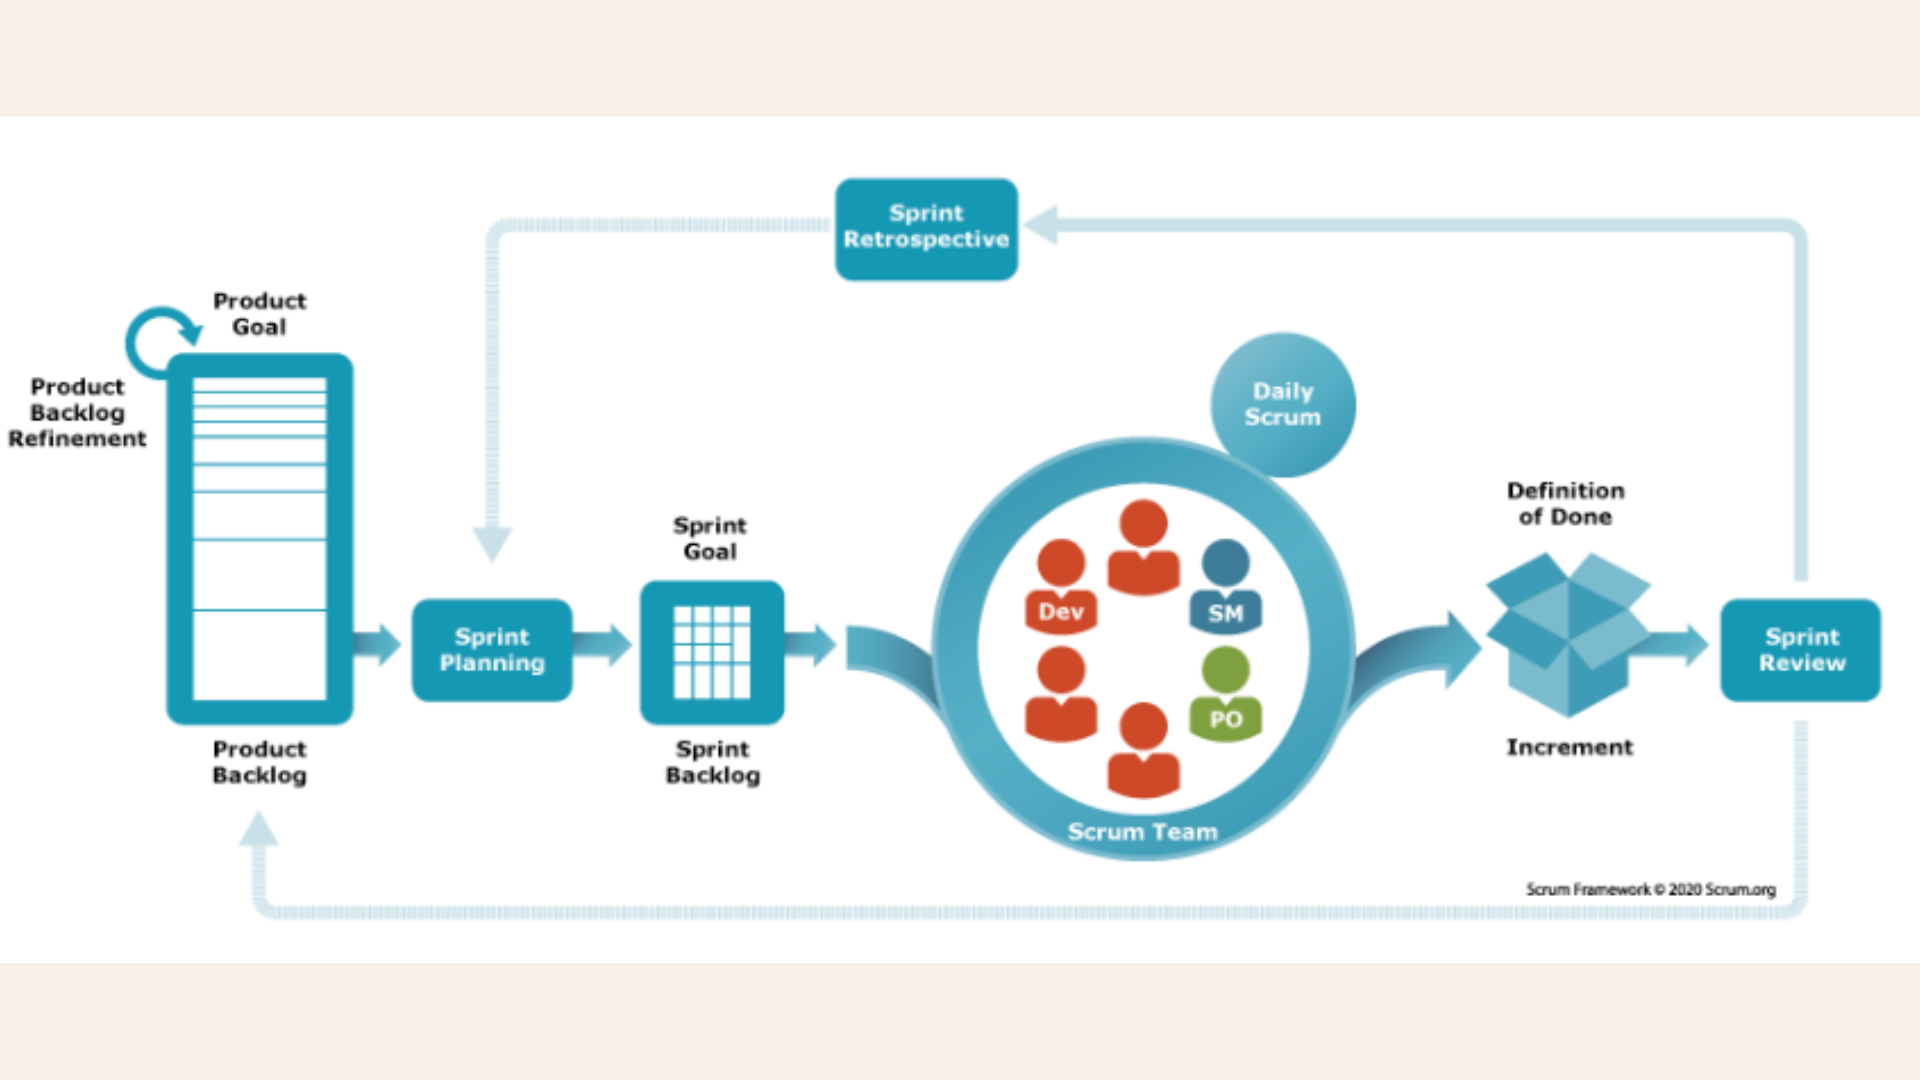 Sprint
Retrospective
Product
Goal
Product
Backlog
Refinement
Daily
Scrum
Definition
of Done
Sprint
Goal
Dev
SM
Sprint
Planning
Sprint
Review
PO
Product
Backlog
Sprint
Backlog
Increment
Scrum Team
Scrum Framework © 2020 Scrum.org